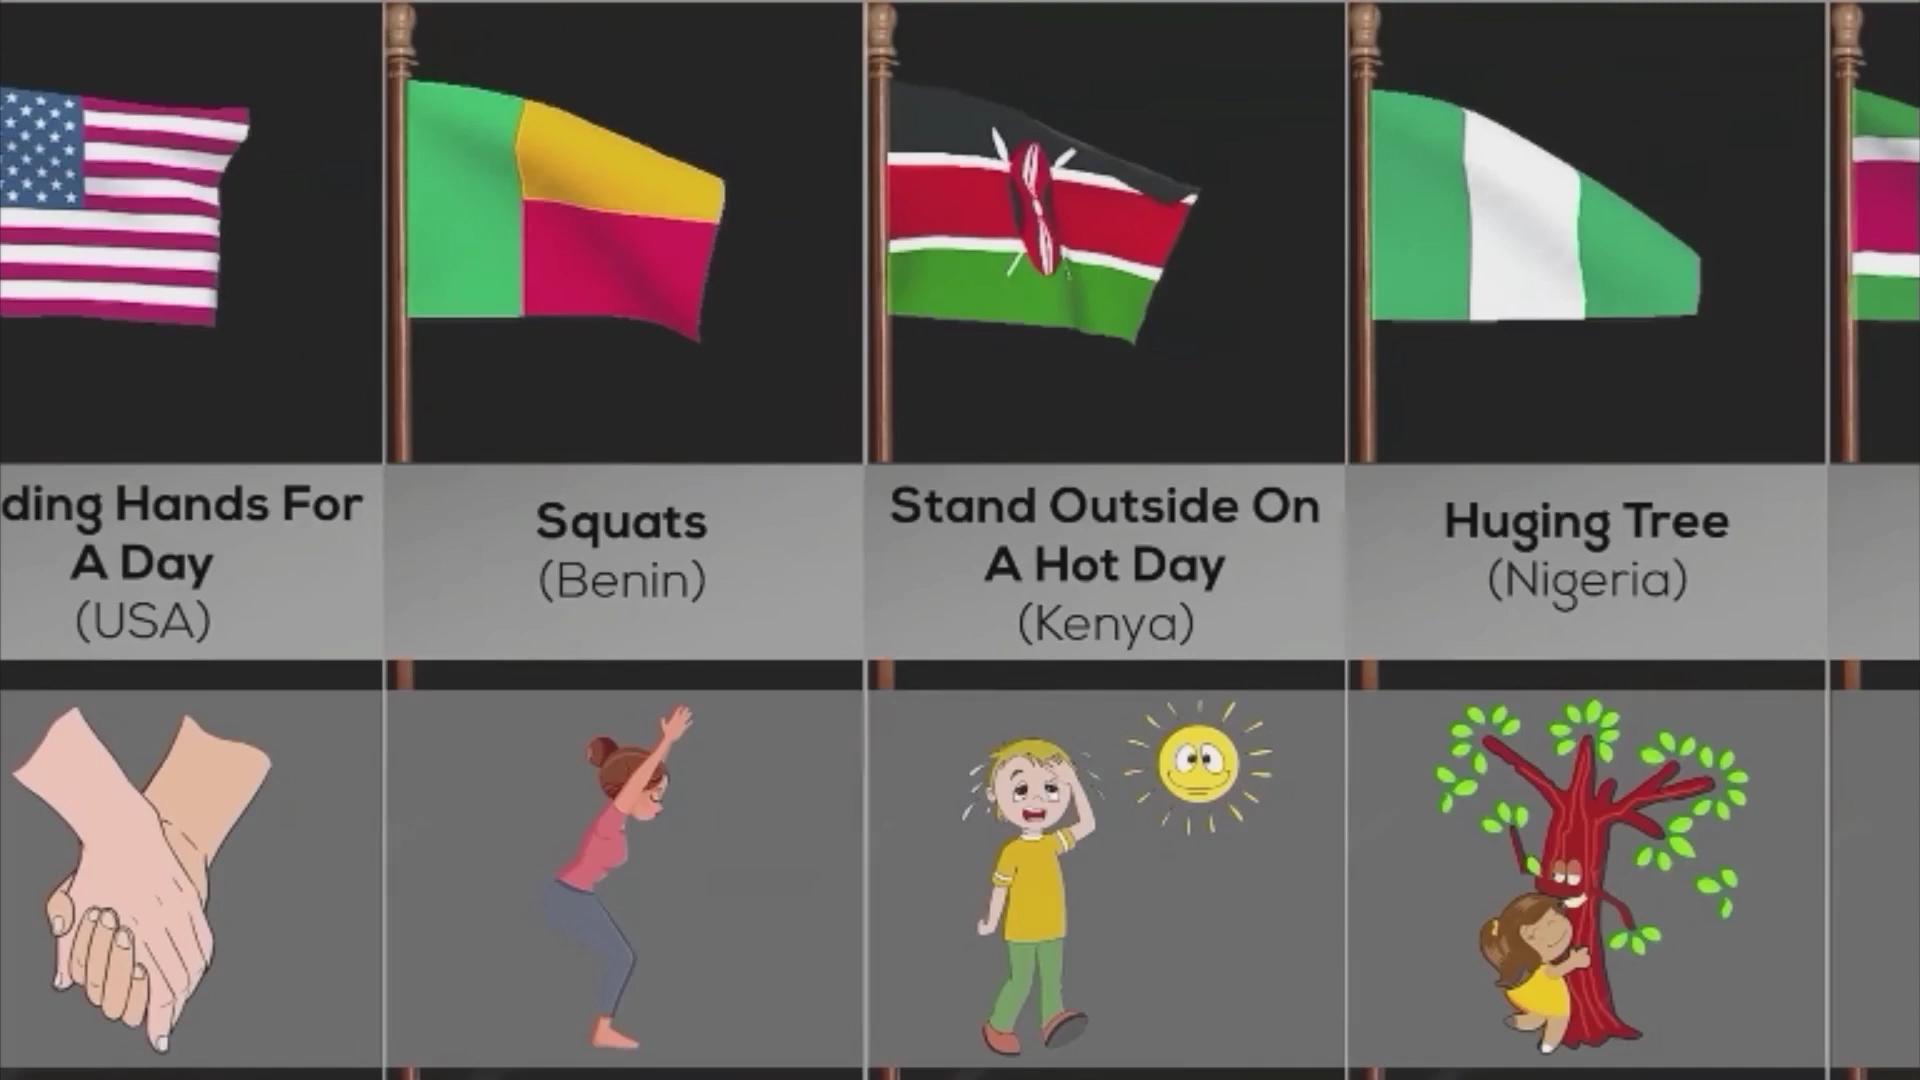 ding Hands For
A Day
(USA)
Squats
(Benin)
Stand Outside On
A Hot Day
(Kenya)
Huging Tree
(Nigeria)